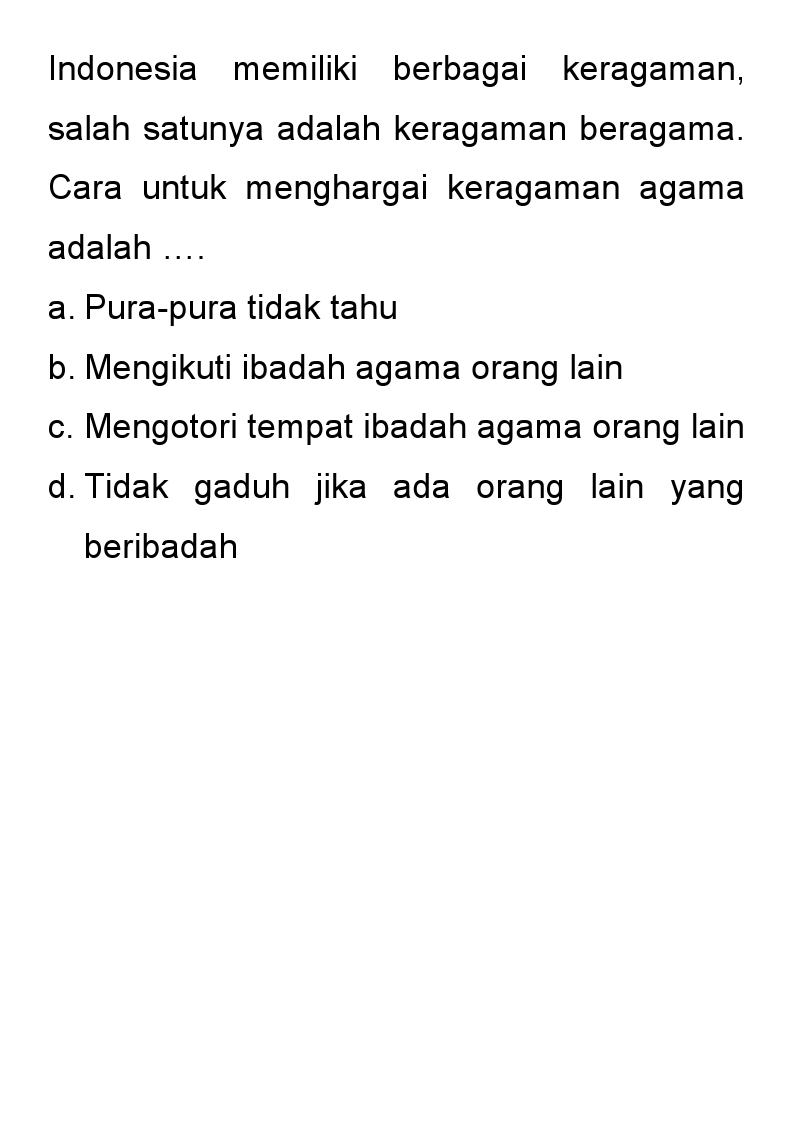 Indonesia memiliki berbagai keragaman,
salah satunya adalah keragaman beragama.
Cara untuk menghargai keragaman agama
adalah ….
a. Pura-pura tidak tahu
b. Mengikuti ibadah agama orang lain
c. Mengotori tempat ibadah agama orang lain
d. Tidak gaduh jika ada orang lain yang
beribadah